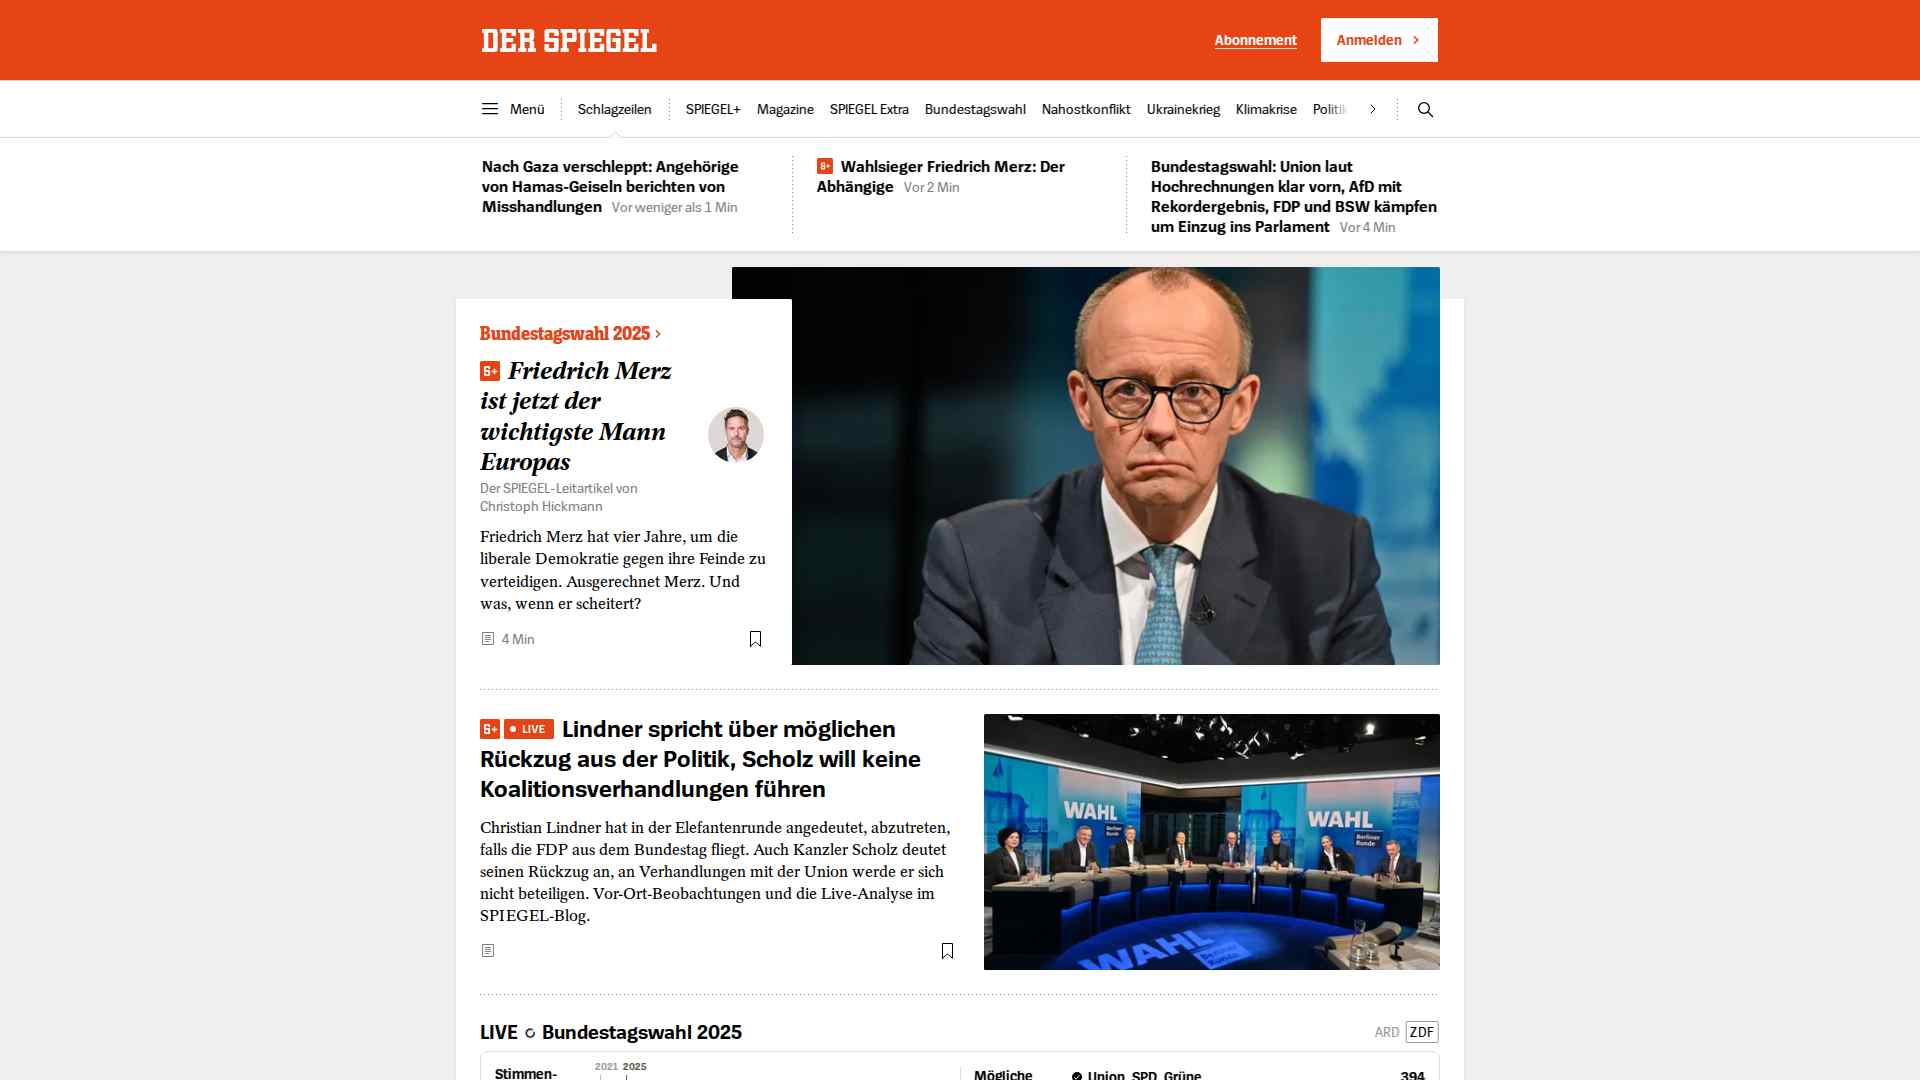 DER SPIEGEL
Abonnement
Anmelden
Menü
Schlagzeilen
SPIEGEL+
Magazine
SPIEGEL Extra
Bundestagswahl
Nahostkonflikt
Ukrainekrieg
Klimakrise
Politik
Nach Gaza verschleppt: Angehörige
von Hamas-Geiseln berichten von
Misshandlungen Vor weniger als 1 Min
Wahlsieger Friedrich Merz: Der
Abhängige Vor 2 Min
Bundestagswahl: Union laut
Hochrechnungen klar vorn, AfD mit
Rekordergebnis, FDP und BSW kämpfen
um Einzug ins Parlament Vor 4 Min
Bundestagswahl 2025
S+ Friedrich Merz
ist jetzt der
wichtigste Mann
Europas
Der SPIEGEL-Leitartikel von
Christoph Hickmann
Friedrich Merz hat vier Jahre, um die
liberale Demokratie gegen ihre Feinde zu
verteidigen. Ausgerechnet Merz. Und
was, wenn er scheitert?
4 Min
S+ LIVE Lindner spricht über möglichen
Rückzug aus der Politik, Scholz will keine
Koalitionsverhandlungen führen
Christian Lindner hat in der Elefantenrunde angedeutet, abzutreten,
falls die FDP aus dem Bundestag fliegt. Auch Kanzler Scholz deutet
seinen Rückzug an, an Verhandlungen mit der Union werde er sich
nicht beteiligen. Vor-Ort-Beobachtungen und die Live-Analyse im
SPIEGEL-Blog.
WAHL
Berliner
Runde
WAHL
Berliner
Runde
WAHL
Berliner
Runde
LIVE Bundestagswahl 2025
ARD ZDF
2021 2025
Stimmen-
Mögliche
Union, SPD, Grüne
394